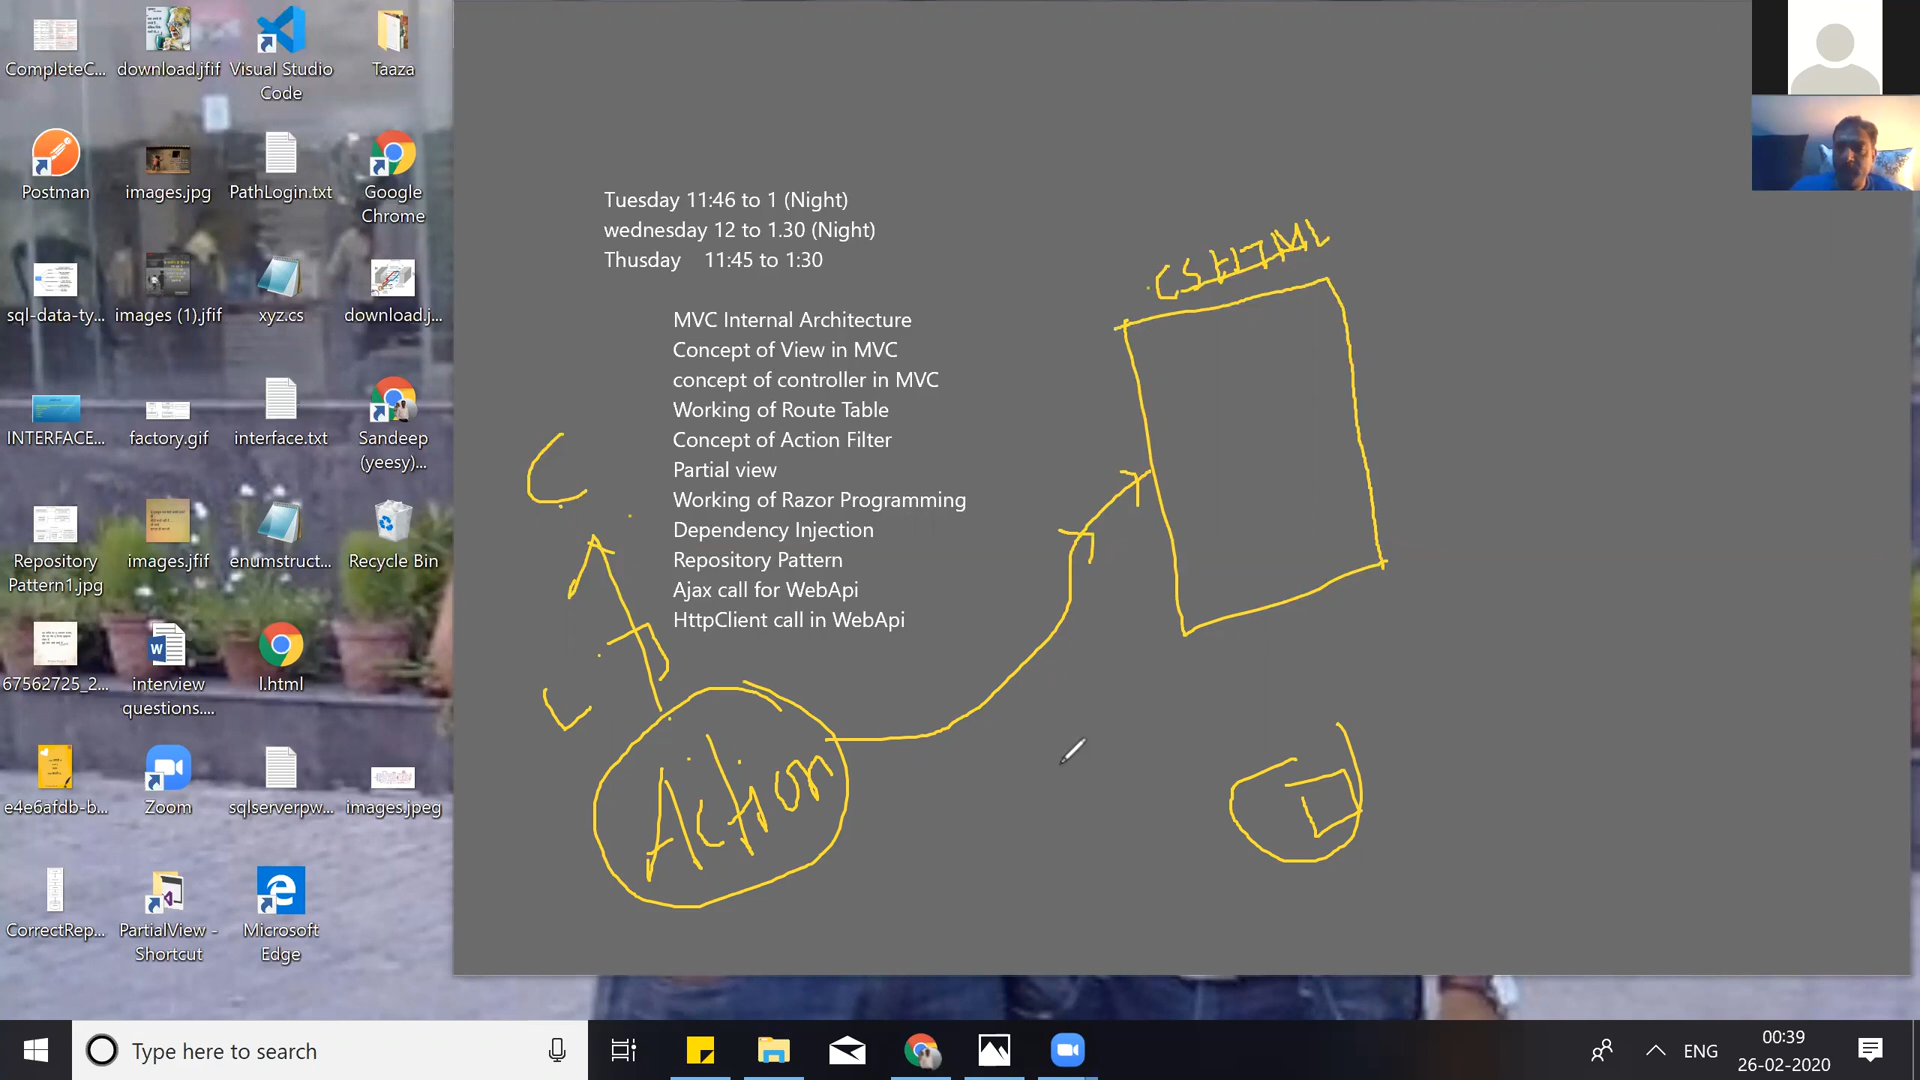 CompleteC...
download.jfif
Visual Studio
Code
Taaza
Postman
images.jpg
PathLogin.txt
Google
Chrome
sql-data-ty...
images (1).jfif
xyz.cs
download.j...
INTERFACE...
factory.gif
interface.txt
Sandeep
(yeesy)...
Repository
Pattern1.jpg
images.jfif
enumstruct...
Recycle Bin
67562725_2...
interview
questions....
l.html
e4e6afdb-b...
Zoom
sqlserverpw...
images.jpeg
CorrectRep...
PartialView -
Shortcut
Microsoft
Edge
Tuesday 11:46 to 1 (Night)
wednesday 12 to 1.30 (Night)
Thusday 11:45 to 1:30
MVC Internal Architecture
Concept of View in MVC
concept of controller in MVC
Working of Route Table
Concept of Action Filter
Partial view
Working of Razor Programming
Dependency Injection
Repository Pattern
Ajax call for WebApi
HttpClient call in WebApi
.CSHTML
C
Action
Type here to search
ENG
00:39
26-02-2020